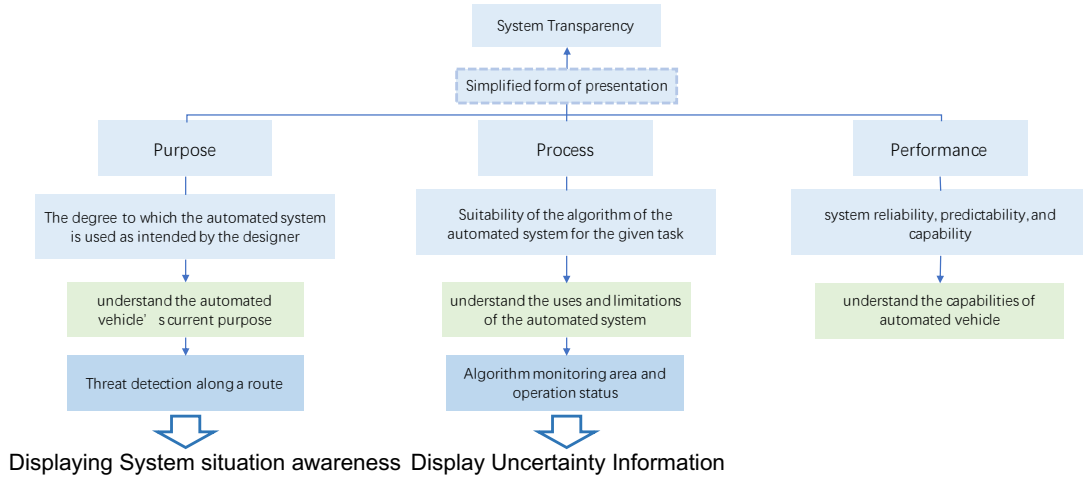 System Transparency
Simplified form of presentation
Purpose
Process
Performance
The degree to which the automated system
is used as intended by the designer
Suitability of the algorithm of the
automated system for the given task
system reliability, predictability, and
capability
understand the automated
vehicle's current purpose
understand the uses and limitations
of the automated system
understand the capabilities of
automated vehicle
Threat detection along a route
Algorithm monitoring area and
operation status
Displaying System situation awareness
Display Uncertainty Information